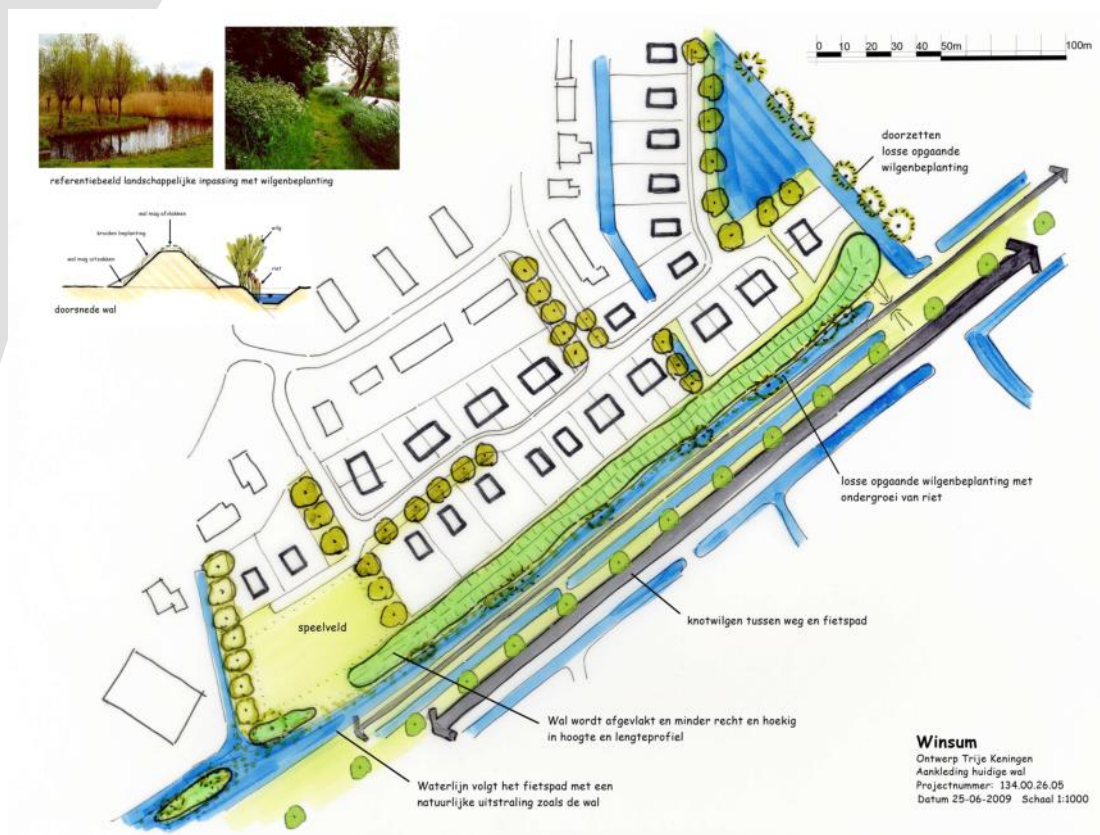 0 10 20 30 40 50m 100m
referentiebeeld landschappelijke inpassing met wilgenbeplanting
doorzetten
losse opgaande
wilgenbeplanting
wal mag afvlakken
kruiden beplanting
wal mag uitzakken
wilg
riet
doorsnede wal
losse opgaande wilgenbeplanting met
ondergroei van riet
knotwilgen tussen weg en fietspad
speelveld
Wal wordt afgevlakt en minder recht en hoekig
in hoogte en lengteprofiel
Waterlijn volgt het fietspad met een
natuurlijke uitstraling zoals de wal
Winsum
Ontwerp Trije Keningen
Aankleding huidige wal
Projectnummer: 134.00.26.05
Datum 25-06-2009 Schaal 1:1000